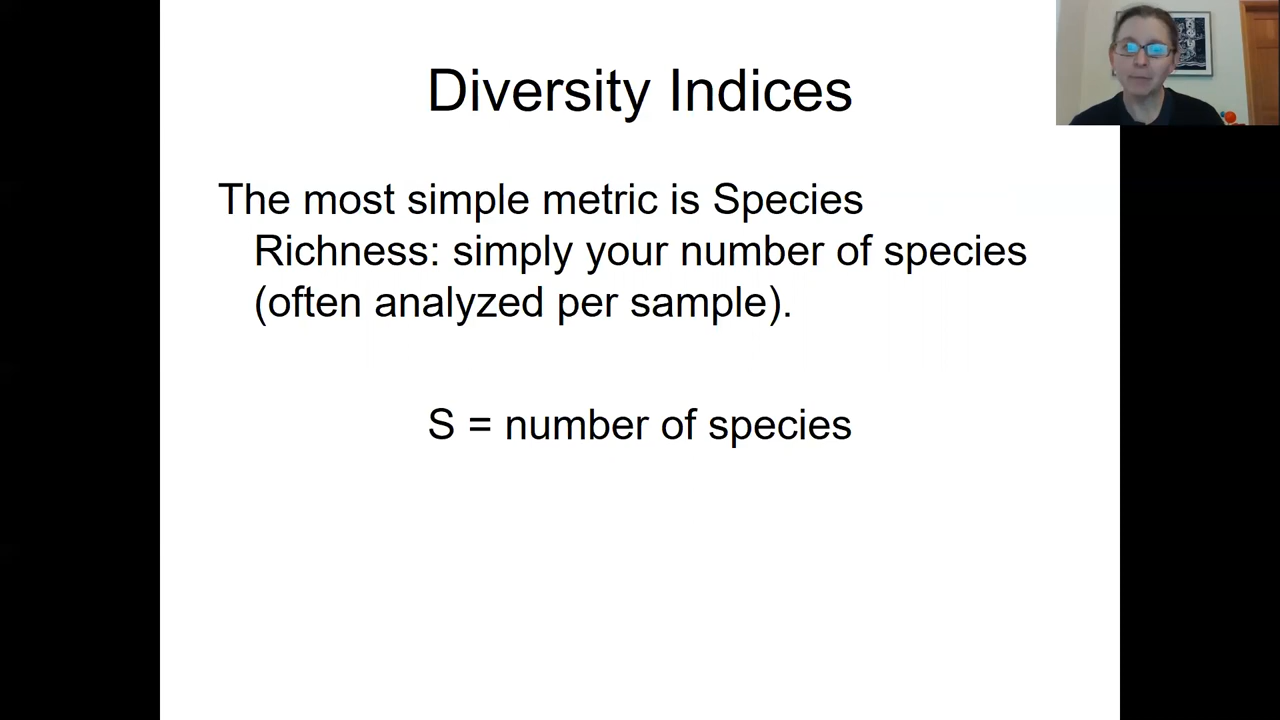 Diversity Indices
The most simple metric is Species
Richness: simply your number of species
(often analyzed per sample).
S = number of species